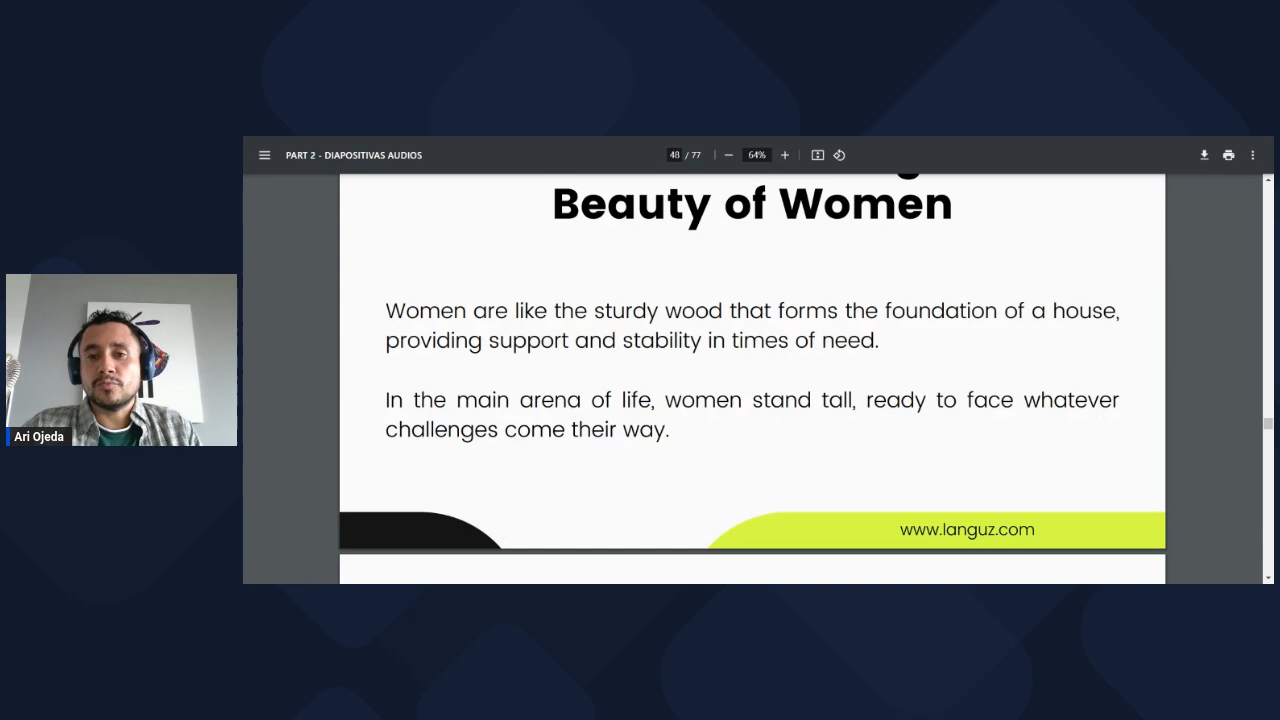 PART 2 - DIAPOSITIVAS AUDIOS
48 / 77
64%
Beauty of Women
Women are like the sturdy wood that forms the foundation of a house,
providing support and stability in times of need.
In the main arena of life, women stand tall, ready to face whatever
challenges come their way.
www.languz.com
Ari Ojeda